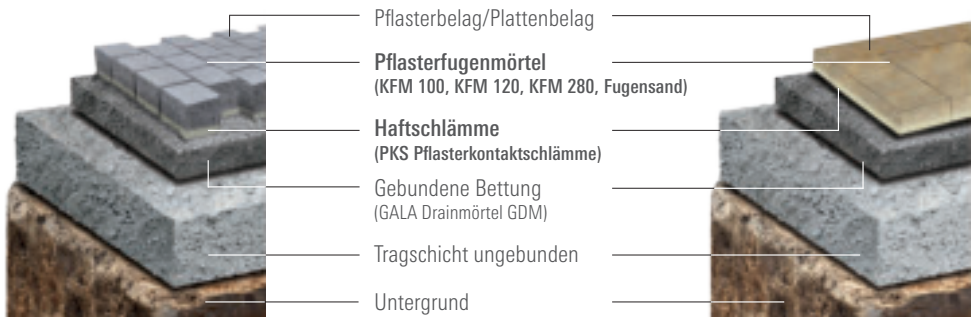 Pflasterbelag/Plattenbelag
Pflasterfugenmörtel
(KFM 100, KFM 120, KFM 280, Fugensand)
Haftschlämme
(PKS Pflasterkontaktschlämme)
Gebundene Bettung
(GALA Drainmörtel GDM)
Tragschicht ungebunden
Untergrund